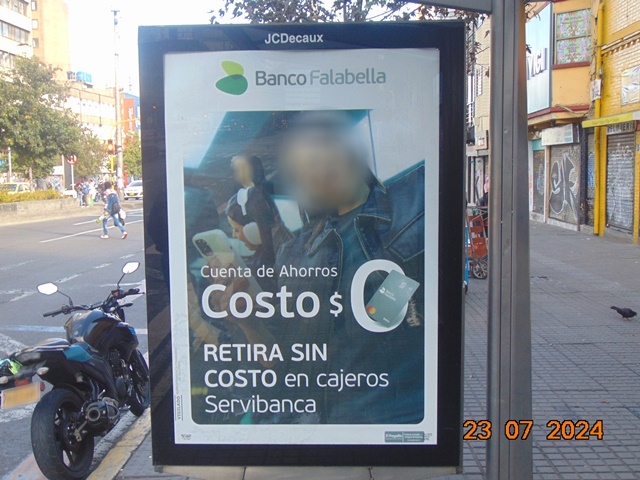 JCDecaux
Banco Falabella
Cuenta de Ahorros
Costo $0
RETIRA SIN
COSTO en cajeros
Servibanca
23 07 2024